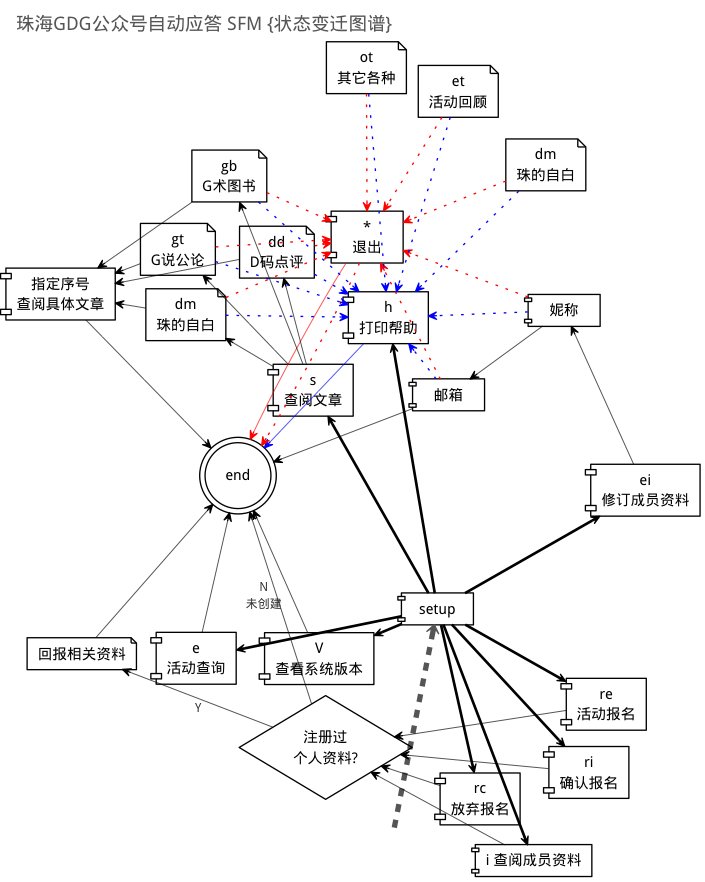 珠海GDG公众号自动应答 SFM {状态变迁图谱}
ot
其它各种
et
活动回顾
dm
珠的自白
gb
G术图书
*
退出
gt
G说公论
dd
D码点评
指定序号
查阅具体文章
dm
珠的自白
h
打印帮助
昵称
s
查阅文章
邮箱
end
ei
修订成员资料
N
未创建
setup
回报相关资料
e
活动查询
V
查看系统版本
re
活动报名
Y
注册过
个人资料?
ri
确认报名
rc
放弃报名
i 查阅成员资料